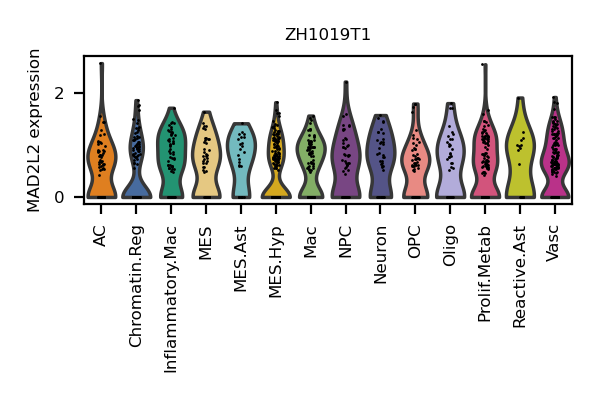 ZH1019T1
MAD2L2 expression
2
0
AC
Chromatin.Reg
Inflammatory.Mac
MES
MES.Ast
MES.Hyp
Mac
NPC
Neuron
OPC
Oligo
Prolif.Metab
Reactive.Ast
Vasc